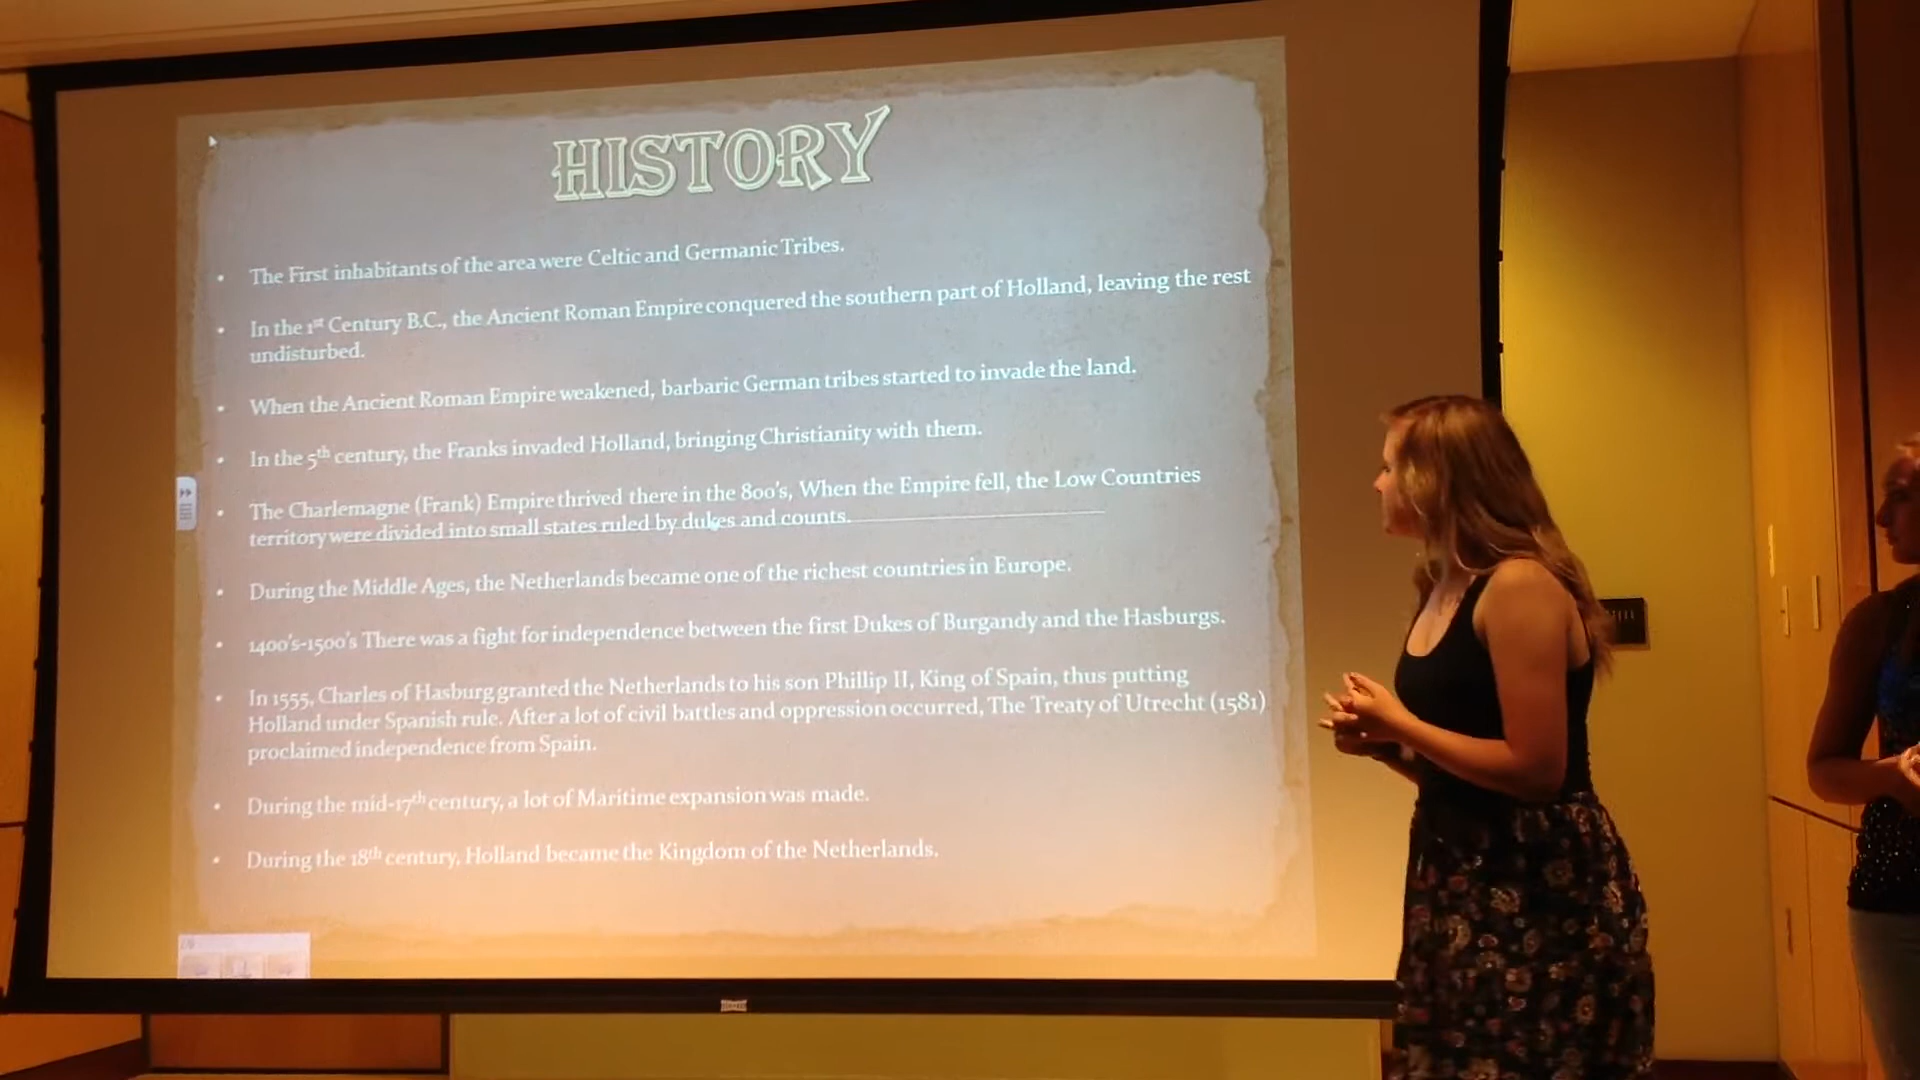 HISTORY
• The First inhabitants of the area were Celtic and Germanic Tribes.
• In the 1st Century B.C., the Ancient Roman Empire conquered the southern part of Holland, leaving the rest
undisturbed.
• When the Ancient Roman Empire weakened, barbaric German tribes started to invade the land.
• In the 5th century, the Franks invaded Holland, bringing Christianity with them.
• The Charlemagne (Frank) Empire thrived there in the 800's, When the Empire fell, the Low Countries
territory were divided into small states ruled by dukes and counts.
• During the Middle Ages, the Netherlands became one of the richest countries in Europe.
• 1400's-1500's There was a fight for independence between the first Dukes of Burgandy and the Hasburgs.
• In 1555, Charles of Hasburg granted the Netherlands to his son Phillip II, King of Spain, thus putting
Holland under Spanish rule. After a lot of civil battles and oppression occurred, The Treaty of Utrecht (1581)
proclaimed independence from Spain.
• During the mid-17th century, a lot of Maritime expansion was made.
• During the 18th century, Holland became the Kingdom of the Netherlands.